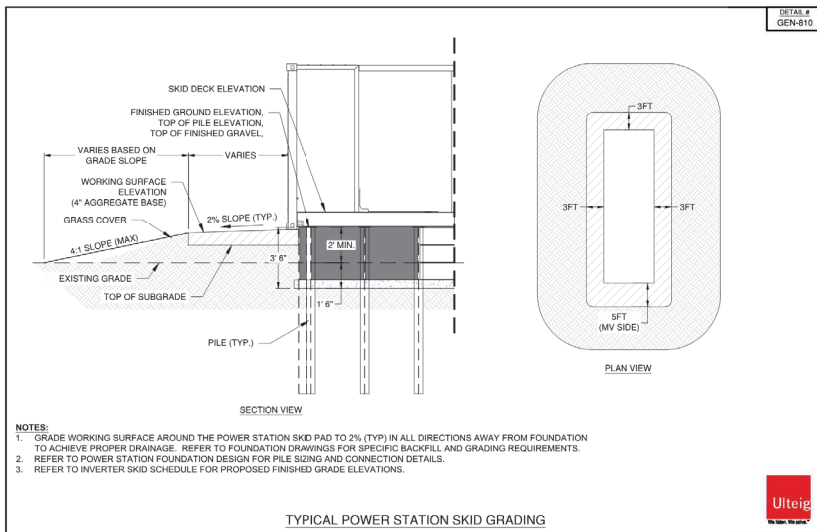 DETAIL #
GEN-810
SKID DECK ELEVATION
FINISHED GROUND ELEVATION,
TOP OF PILE ELEVATION,
TOP OF FINISHED GRAVEL,
VARIES BASED ON
GRADE SLOPE
VARIES
WORKING SURFACE
ELEVATION
(4" AGGREGATE BASE)
GRASS COVER
2% SLOPE (TYP.)
4:1 SLOPE (MAX)
2' MIN.
3' 6"
EXISTING GRADE
TOP OF SUBGRADE
1' 6"
PILE (TYP.)
SECTION VIEW
3FT
3FT
3FT
5FT
(MV SIDE)
PLAN VIEW
NOTES:
1. GRADE WORKING SURFACE AROUND THE POWER STATION SKID PAD TO 2% (TYP) IN ALL DIRECTIONS AWAY FROM FOUNDATION
TO ACHIEVE PROPER DRAINAGE. REFER TO FOUNDATION DRAWINGS FOR SPECIFIC BACKFILL AND GRADING REQUIREMENTS.
2. REFER TO POWER STATION FOUNDATION DESIGN FOR PILE SIZING AND CONNECTION DETAILS.
3. REFER TO INVERTER SKID SCHEDULE FOR PROPOSED FINISHED GRADE ELEVATIONS.
TYPICAL POWER STATION SKID GRADING
Ulteig
We listen. We solve.™